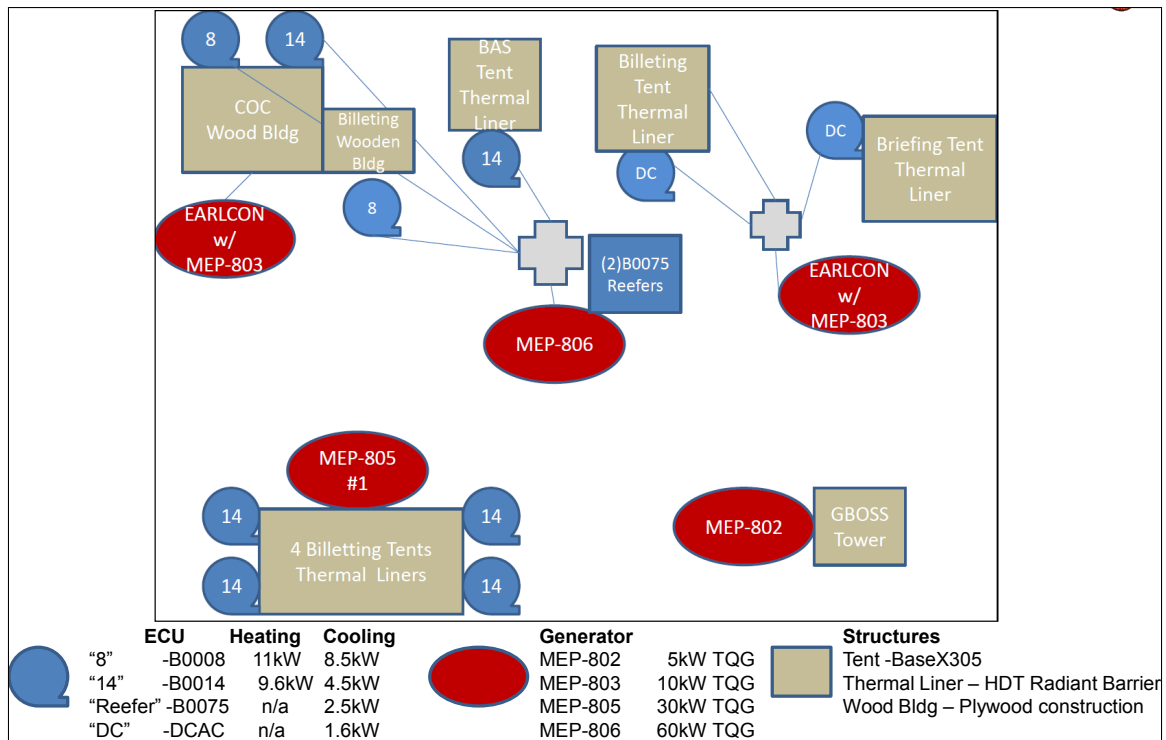 8
14
COC
Wood Bldg
Billeting
Wooden
Bldg
BAS
Tent
Thermal
Liner
14
8
Billeting
Tent
Thermal
Liner
DC
DC
Briefing Tent
Thermal
Liner
EARLCON
w/
MEP-803
(2)B0075
Reefers
MEP-806
EARLCON
w/
MEP-803
MEP-805
#1
14
14
14
14
4 Billetting Tents
Thermal Liners
MEP-802
GBOSS
Tower
ECU Heating Cooling
"8" -B0008 11kW 8.5kW
"14" -B0014 9.6kW 4.5kW
"Reefer" -B0075 n/a 2.5kW
"DC" -DCAC n/a 1.6kW
Generator
MEP-802 5kW TQG
MEP-803 10kW TQG
MEP-805 30kW TQG
MEP-806 60kW TQG
Structures
Tent -BaseX305
Thermal Liner – HDT Radiant Barrier
Wood Bldg – Plywood construction